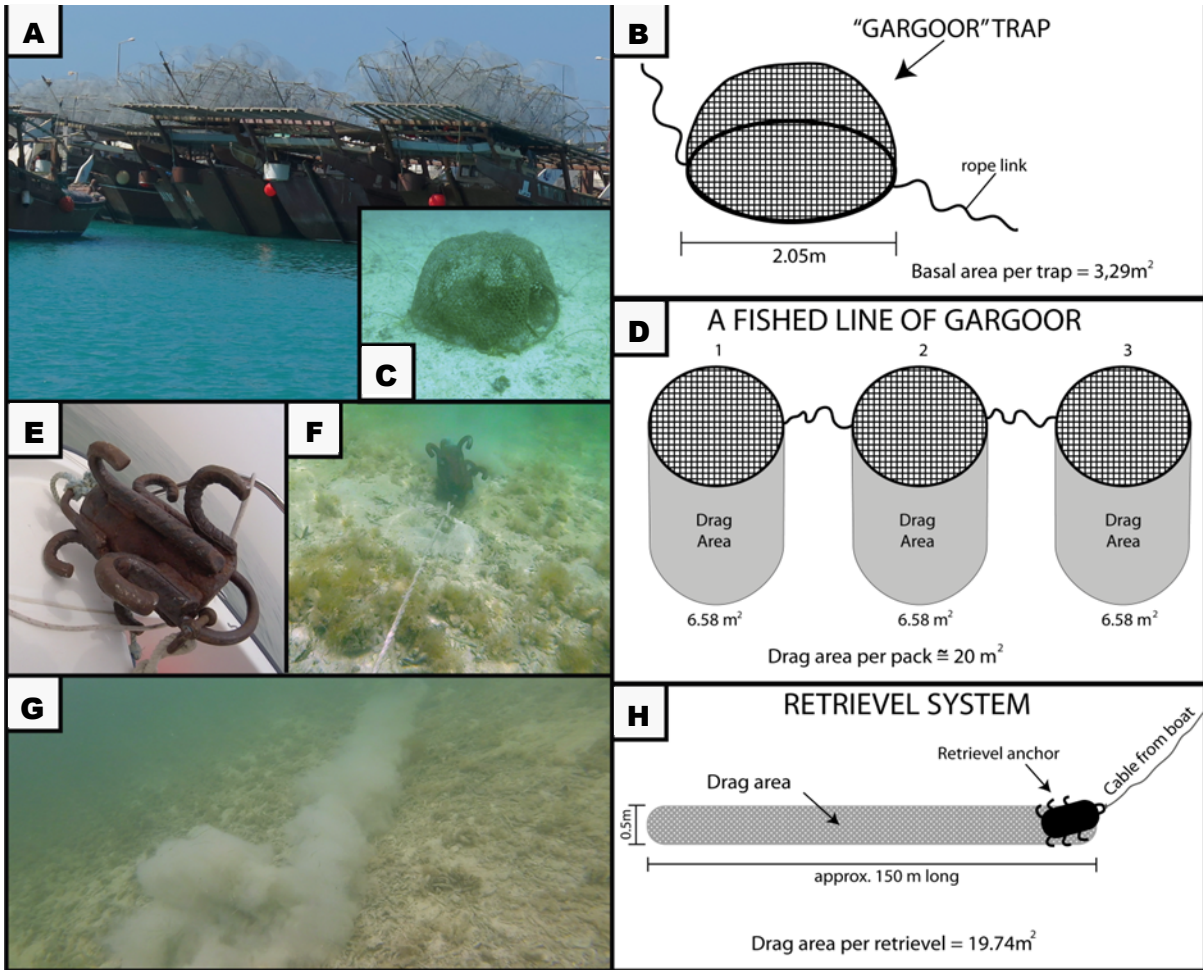 A
B
"GARGOOR" TRAP
rope link
2.05m
Basal area per trap = 3,29m²
C
D
A FISHED LINE OF GARGOOR
1 2 3
Drag Area
Drag Area
Drag Area
6.58 m² 6.58 m² 6.58 m²
Drag area per pack ≅ 20 m²
E
F
G
H
RETRIEVEL SYSTEM
Retrievel anchor
Cable from boat
Drag area
0.5m
approx. 150 m long
Drag area per retrievel = 19.74m²